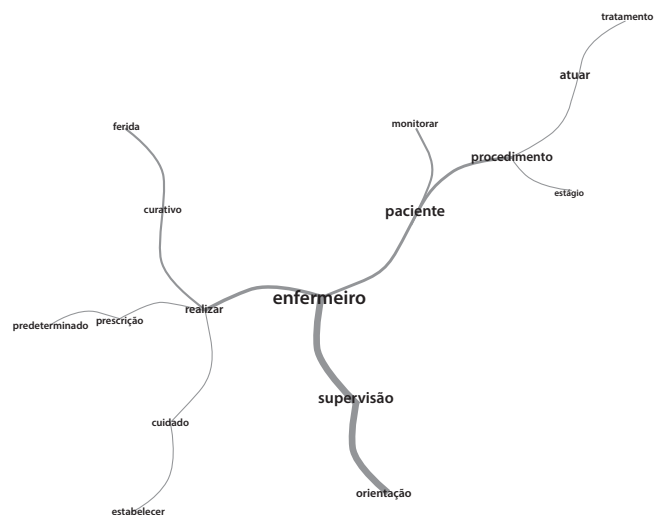 tratamento
atuar
ferida
monitorar
procedimento
estágio
curativo
paciente
enfermeiro
realizar
prescrição
predeterminado
supervisão
cuidado
orientação
estabelecer